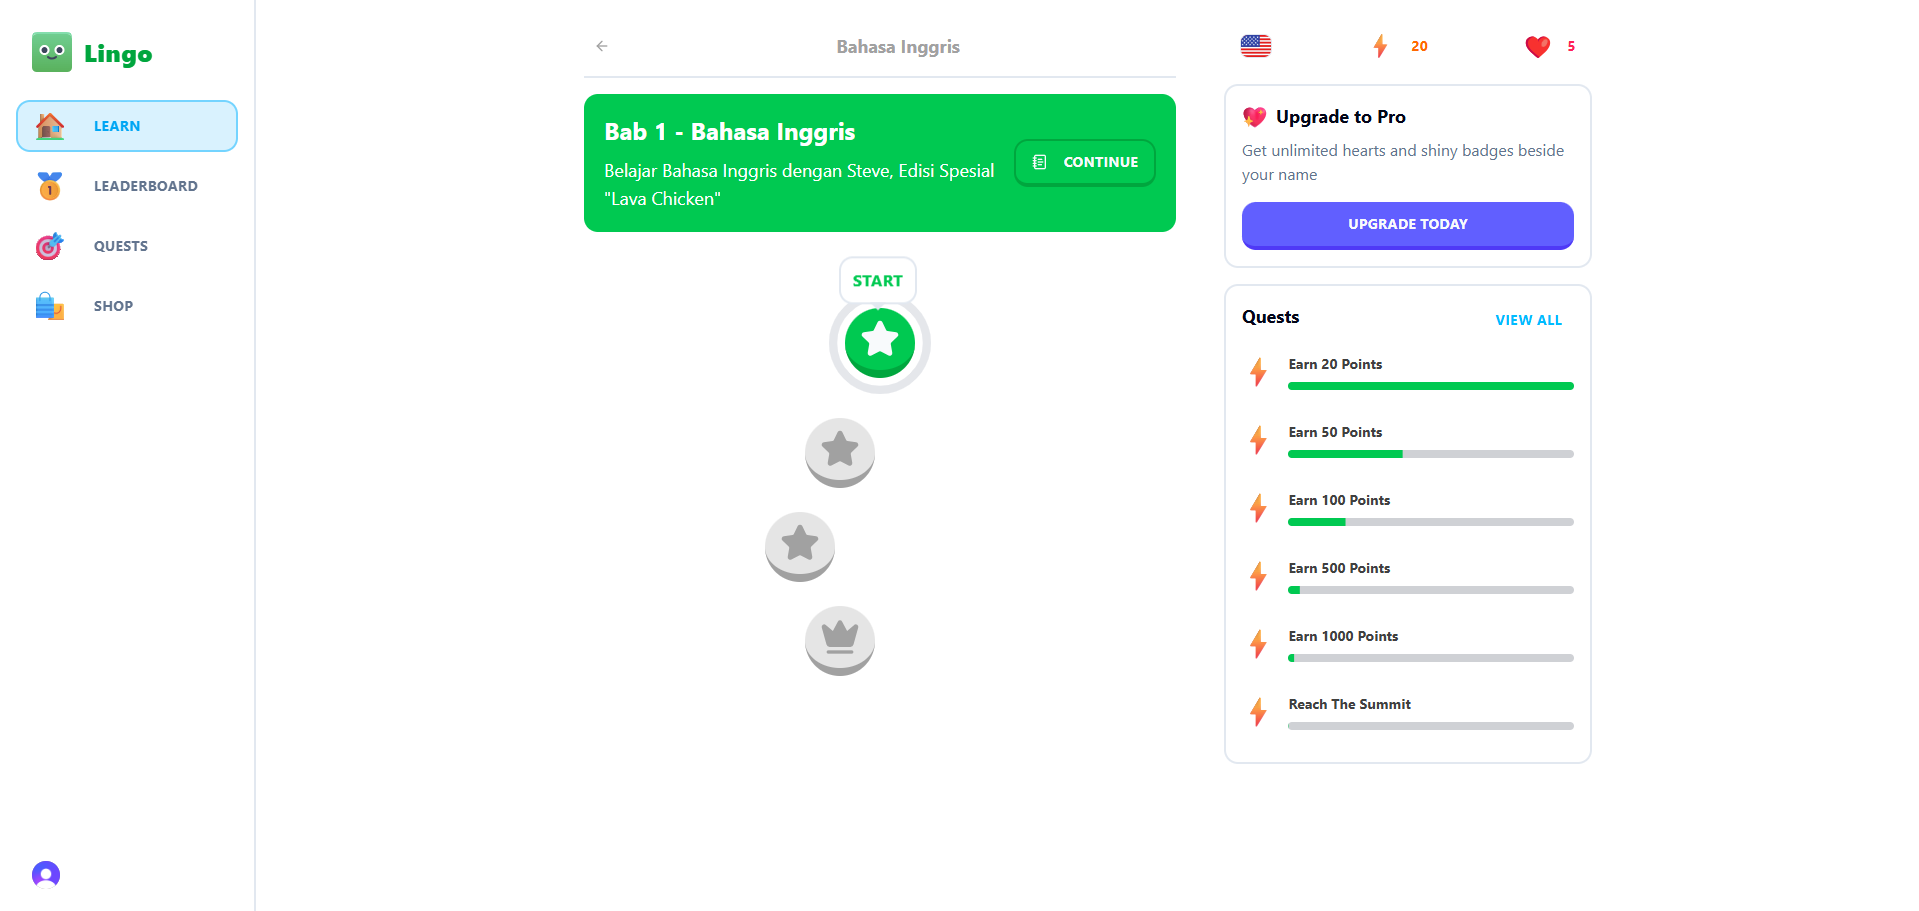 Lingo
LEARN
LEADERBOARD
QUESTS
SHOP
Bahasa Inggris
Bab 1 - Bahasa Inggris
Belajar Bahasa Inggris dengan Steve, Edisi Spesial
"Lava Chicken"
CONTINUE
START
20
5
Upgrade to Pro
Get unlimited hearts and shiny badges beside
your name
UPGRADE TODAY
Quests
VIEW ALL
Earn 20 Points
Earn 50 Points
Earn 100 Points
Earn 500 Points
Earn 1000 Points
Reach The Summit